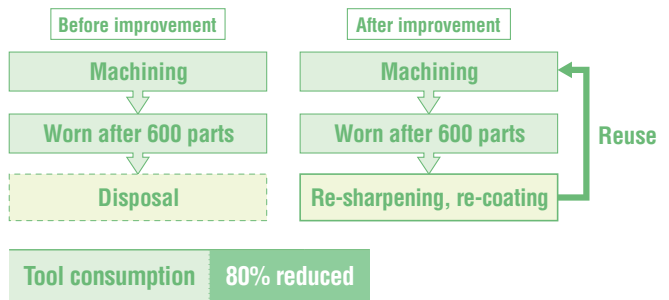 Before improvement
Machining
Worn after 600 parts
Disposal
After improvement
Machining
Worn after 600 parts
Re-sharpening, re-coating
Reuse
Tool consumption 80% reduced